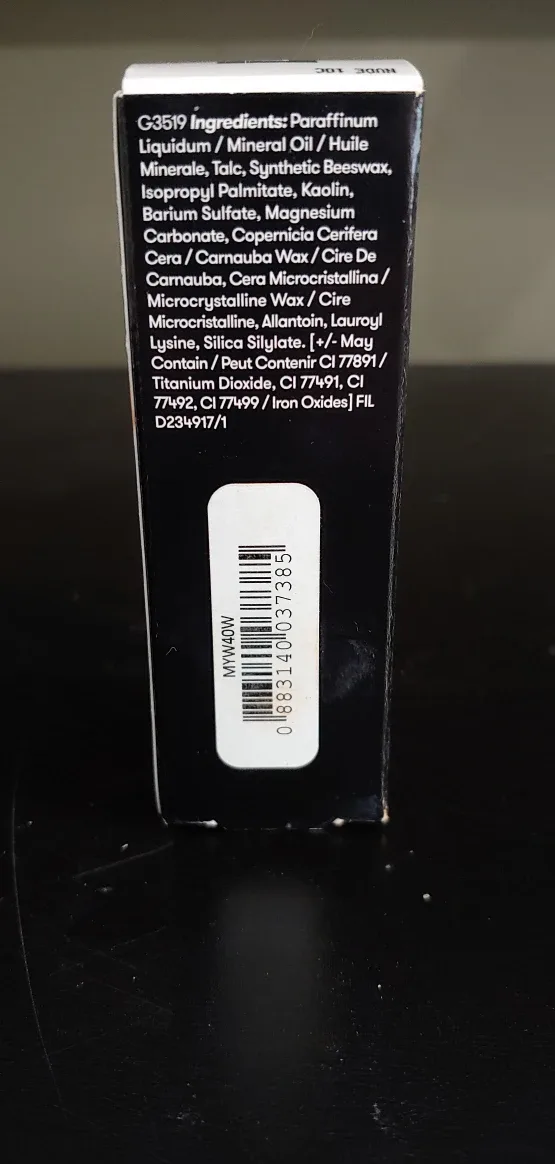 NUDE 10C
G3519 Ingredients: Paraffinum
Liquidum / Mineral Oil / Huile
Minerale, Talc, Synthetic Beeswax,
Isopropyl Palmitate, Kaolin,
Barium Sulfate, Magnesium
Carbonate, Copernicia Cerifera
Cera / Carnauba Wax / Cire De
Carnauba, Cera Microcristallina /
Microcrystalline Wax / Cire
Microcristalline, Allantoin, Lauroyl
Lysine, Silica Silylate. [+/- May
Contain / Peut Contenir CI 77891 /
Titanium Dioxide, CI 77491, CI
77492, CI 77499 / Iron Oxides] FIL
D234917/1
MYW40W
0 883140 037385